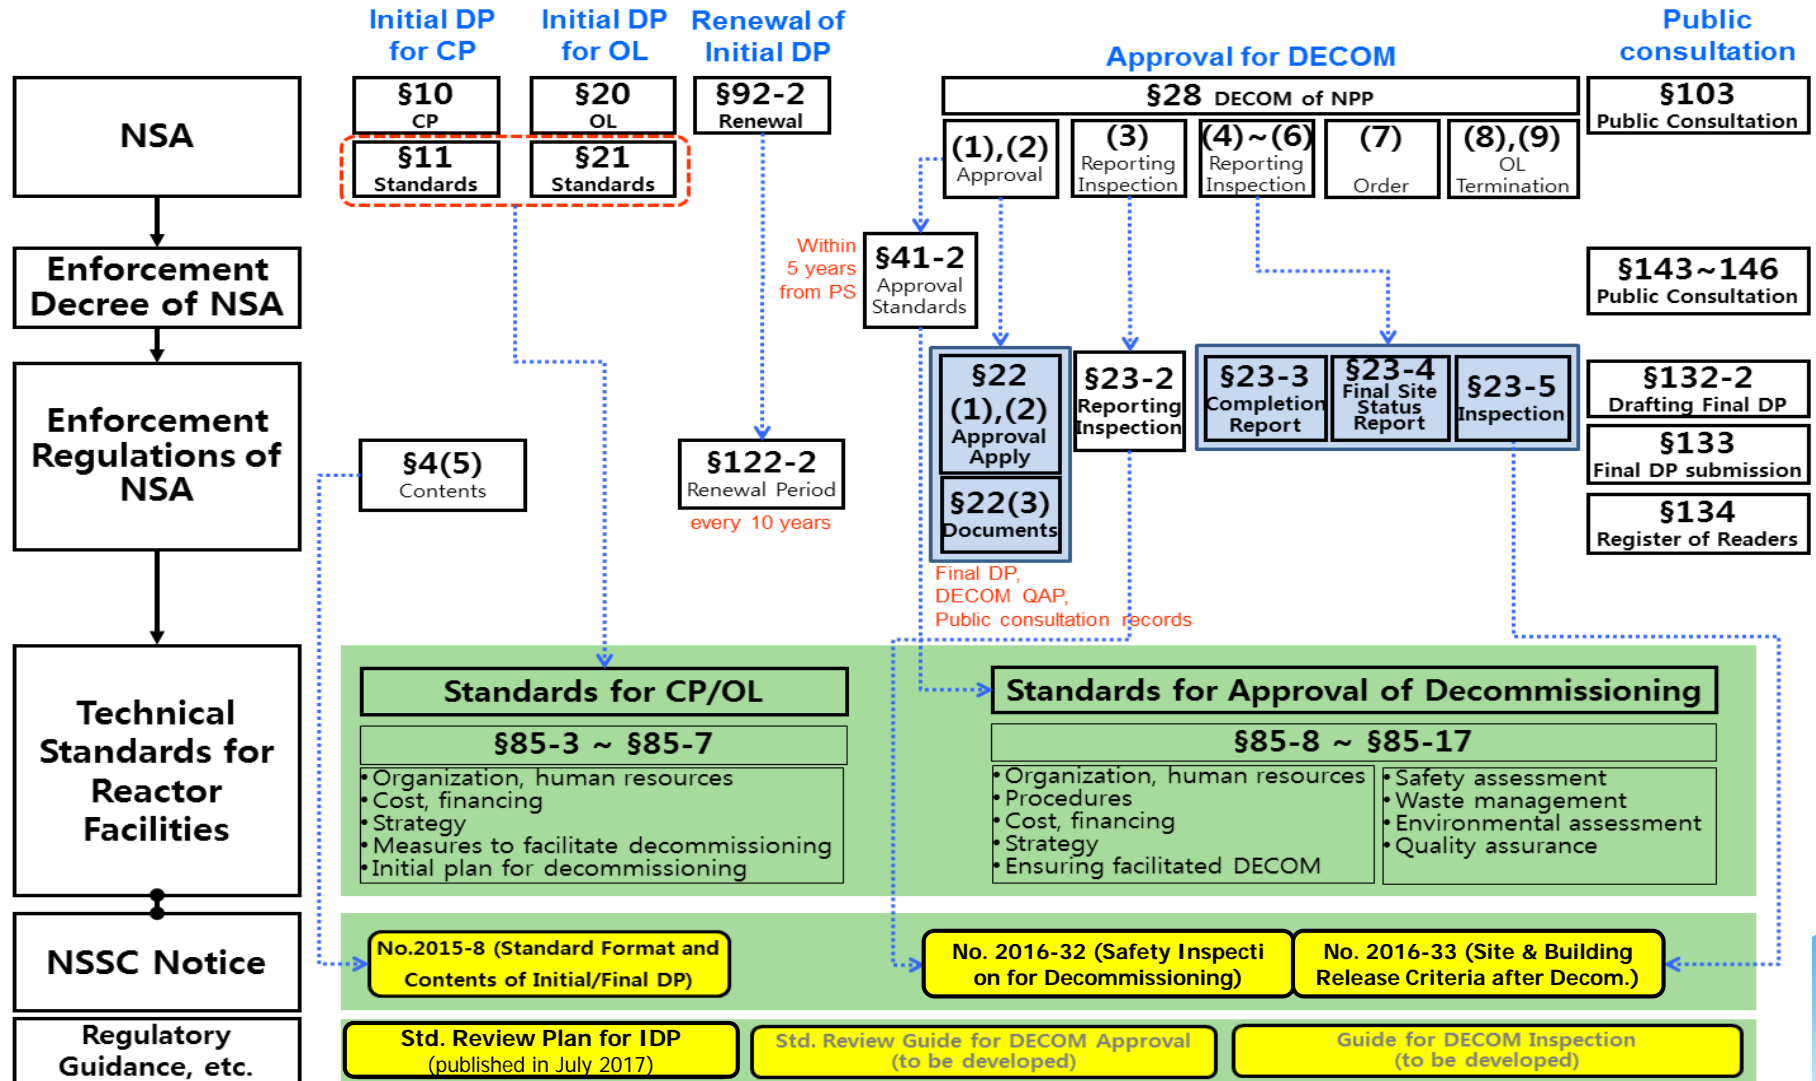 Initial DP
for CP
Initial DP
for OL
Renewal of
Initial DP
Approval for DECOM
Public
consultation
NSA
§10
CP
§11
Standards
§20
OL
§21
Standards
§92-2
Renewal
§28 DECOM of NPP
(1),(2)
Approval
(3)
Reporting
Inspection
(4)~(6)
Reporting
Inspection
(7)
Order
(8),(9)
OL
Termination
§103
Public Consultation
Enforcement
Decree of NSA
Within
5 years
from PS
§41-2
Approval
Standards
§143~146
Public Consultation
Enforcement
Regulations of
NSA
§4(5)
Contents
§122-2
Renewal Period
every 10 years
§22
(1),(2)
Approval
Apply
§22(3)
Documents
Final DP,
DECOM QAP,
Public consultation records
§23-2
Reporting
Inspection
§23-3
Completion
Report
§23-4
Final Site
Status
Report
§23-5
Inspection
§132-2
Drafting Final DP
§133
Final DP submission
§134
Register of Readers
Technical
Standards for
Reactor
Facilities
Standards for CP/OL
§85-3 ~ §85-7
•Organization, human resources
•Cost, financing
•Strategy
•Measures to facilitate decommissioning
•Initial plan for decommissioning
Standards for Approval of Decommissioning
§85-8 ~ §85-17
•Organization, human resources
•Procedures
•Cost, financing
•Strategy
•Ensuring facilitated DECOM
•Safety assessment
•Waste management
•Environmental assessment
•Quality assurance
NSSC Notice
No.2015-8 (Standard Format and
Contents of Initial/Final DP)
No. 2016-32 (Safety Inspecti
on for Decommissioning)
No. 2016-33 (Site & Building
Release Criteria after Decom.)
Regulatory
Guidance, etc.
Std. Review Plan for IDP
(published in July 2017)
Std. Review Guide for DECOM Approval
(to be developed)
Guide for DECOM Inspection
(to be developed)